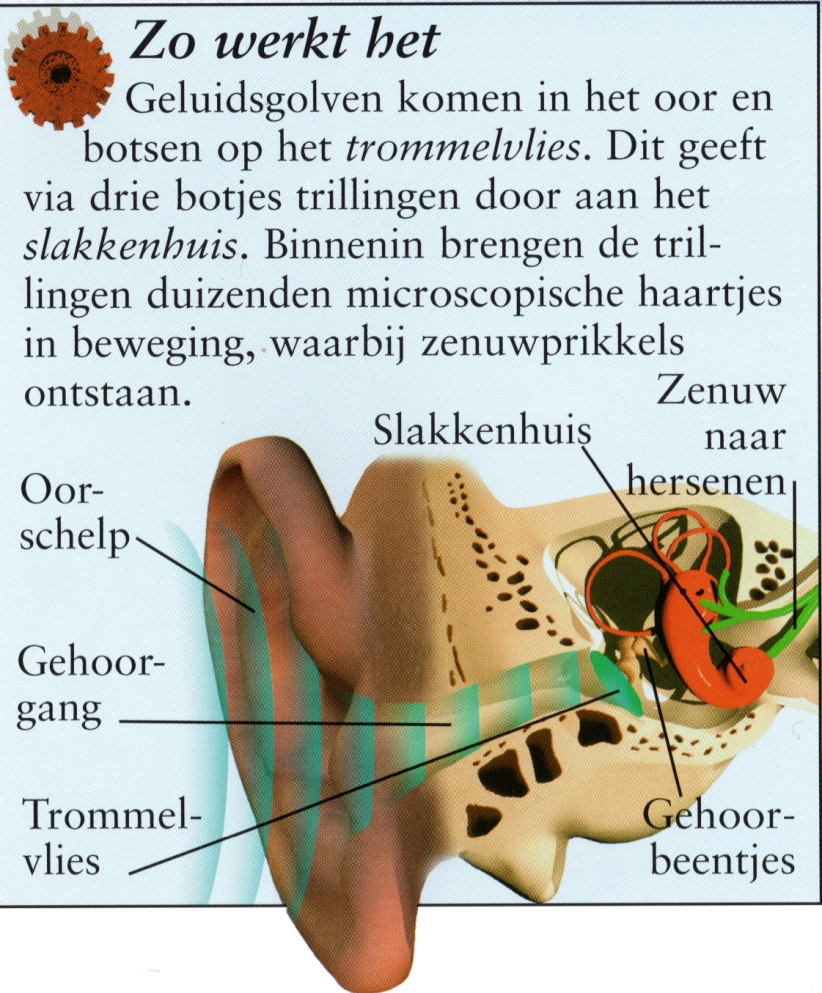 Zo werkt het
Geluidsgolven komen in het oor en
botsen op het trommelvlies. Dit geeft
via drie botjes trillingen door aan het
slakkenhuis. Binnenin brengen de tril-
lingen duizenden microscopische haartjes
in beweging, waarbij zenuwprikkels
ontstaan.
Zenuw
naar
hersenen
Slakkenhuis
Oor-
schelp
Gehoor-
gang
Trommel-
vlies
Gehoor-
beentjes